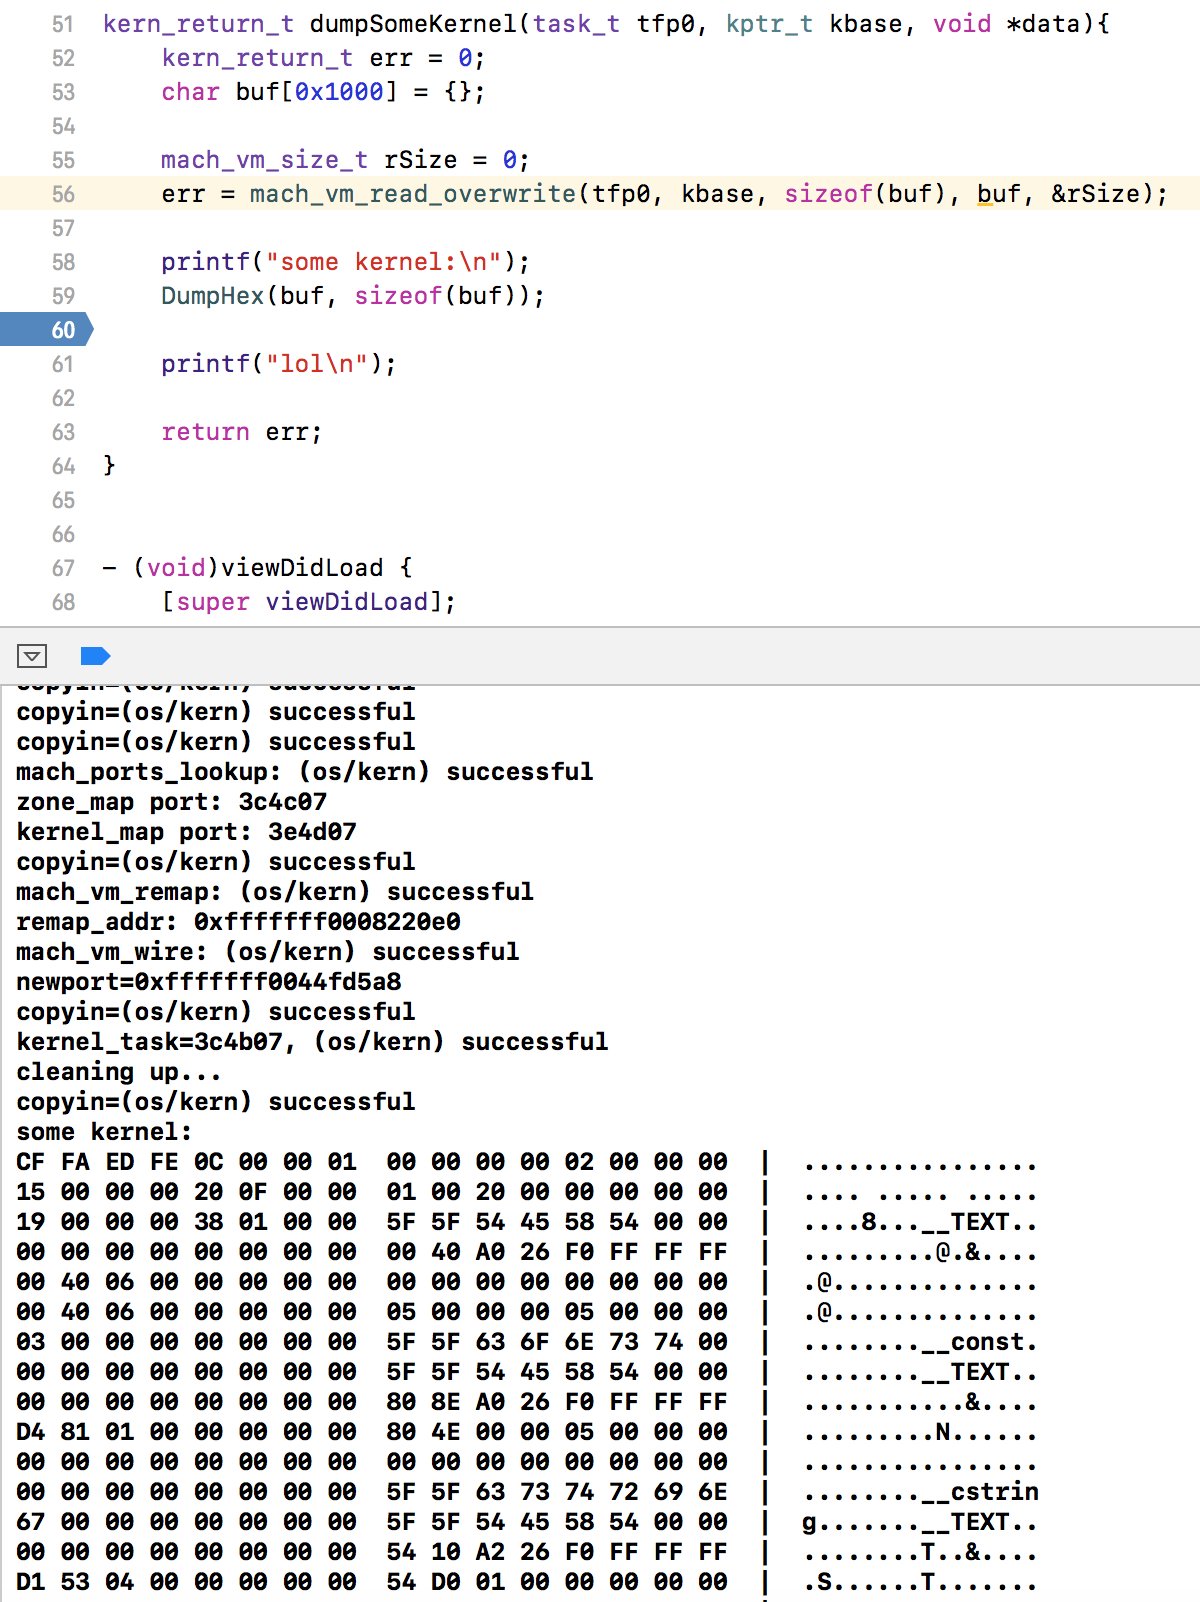 51 kern_return_t dumpSomeKernel(task_t tfp0, kptr_t kbase, void *data){
52 kern_return_t err = 0;
53 char buf[0x1000] = {};
54
55 mach_vm_size_t rSize = 0;
56 err = mach_vm_read_overwrite(tfp0, kbase, sizeof(buf), buf, &rSize);
57
58 printf("some kernel:\n");
59 DumpHex(buf, sizeof(buf));
60
61 printf("lol\n");
62
63 return err;
64 }
65
66
67 - (void)viewDidLoad {
68 [super viewDidLoad];
copyin=(os/kern) successful
copyin=(os/kern) successful
copyin=(os/kern) successful
mach_ports_lookup: (os/kern) successful
zone_map port: 3c4c07
kernel_map port: 3e4d07
copyin=(os/kern) successful
mach_vm_remap: (os/kern) successful
remap_addr: 0xfffffff0008220e0
mach_vm_wire: (os/kern) successful
newport=0xfffffff0044fd5a8
copyin=(os/kern) successful
kernel_task=3c4b07, (os/kern) successful
cleaning up...
copyin=(os/kern) successful
some kernel:
CF FA ED FE 0C 00 00 01  00 00 00 00 02 00 00 00  |  ................
15 00 00 00 20 0F 00 00  01 00 20 00 00 00 00 00  |  .... ..... .....
19 00 00 00 38 01 00 00  5F 5F 54 45 58 54 00 00  |  ....8...__TEXT..
00 00 00 00 00 00 00 00  00 40 A0 26 F0 FF FF FF  |  .........@.&....
00 40 06 00 00 00 00 00  00 00 00 00 00 00 00 00  |  .@..............
00 40 06 00 00 00 00 00  05 00 00 00 05 00 00 00  |  .@..............
03 00 00 00 00 00 00 00  5F 5F 63 6F 6E 73 74 00  |  ........__const.
00 00 00 00 00 00 00 00  5F 5F 54 45 58 54 00 00  |  ........__TEXT..
00 00 00 00 00 00 00 00  80 8E A0 26 F0 FF FF FF  |  ...........&....
D4 81 01 00 00 00 00 00  80 4E 00 00 05 00 00 00  |  .........N......
00 00 00 00 00 00 00 00  00 00 00 00 00 00 00 00  |  ................
00 00 00 00 00 00 00 00  5F 5F 63 73 74 72 69 6E  |  ........__cstrin
67 00 00 00 00 00 00 00  5F 5F 54 45 58 54 00 00  |  g.......__TEXT..
00 00 00 00 00 00 00 00  54 10 A2 26 F0 FF FF FF  |  ........T..&....
D1 53 04 00 00 00 00 00  54 D0 01 00 00 00 00 00  |  .S......T.......